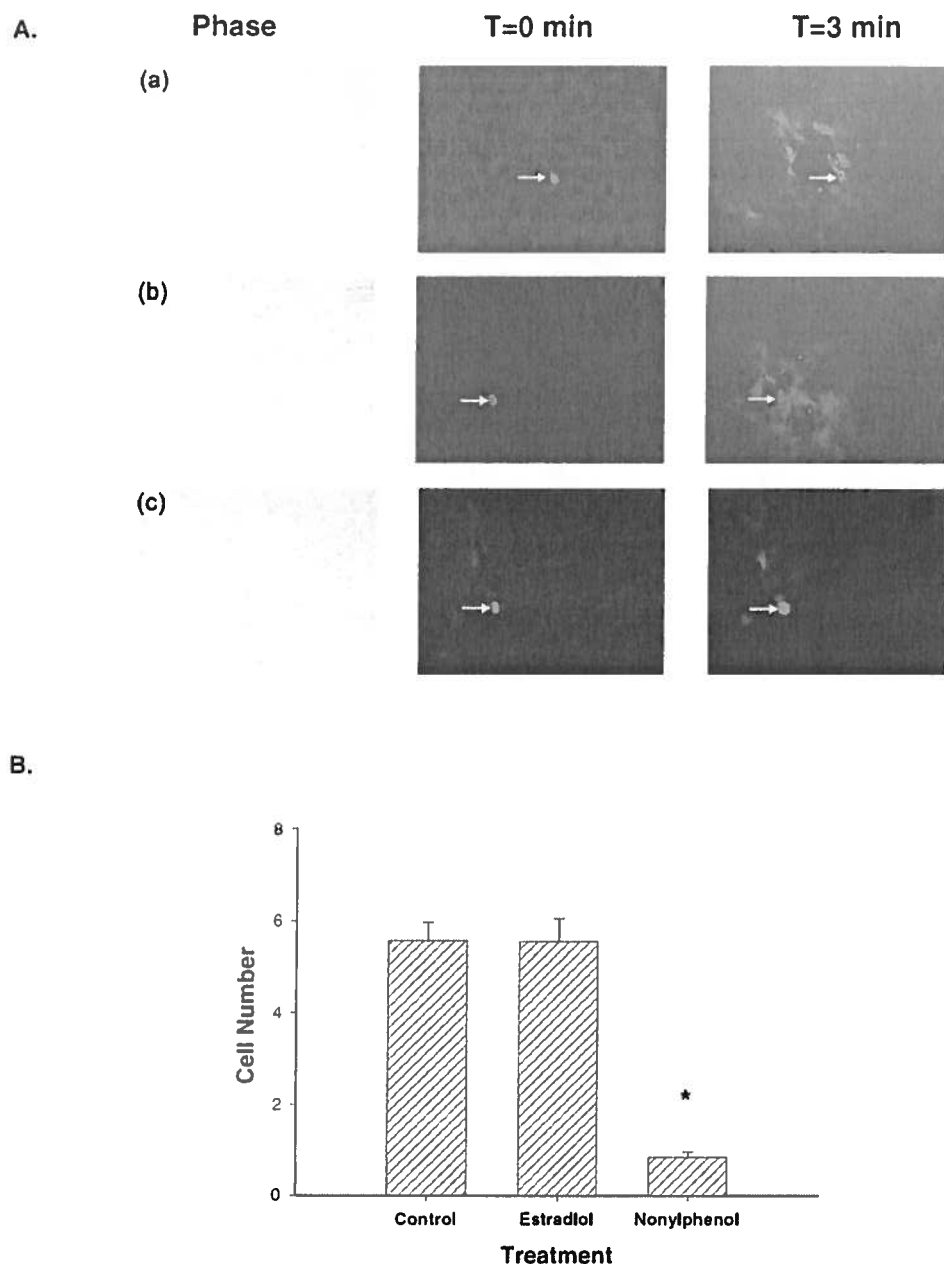 A. Phase T=0 min T=3 min
(a)
(b)
(c)
B.
8
6
4
2
0
Cell Number
*
Control Estradiol Nonylphenol
Treatment